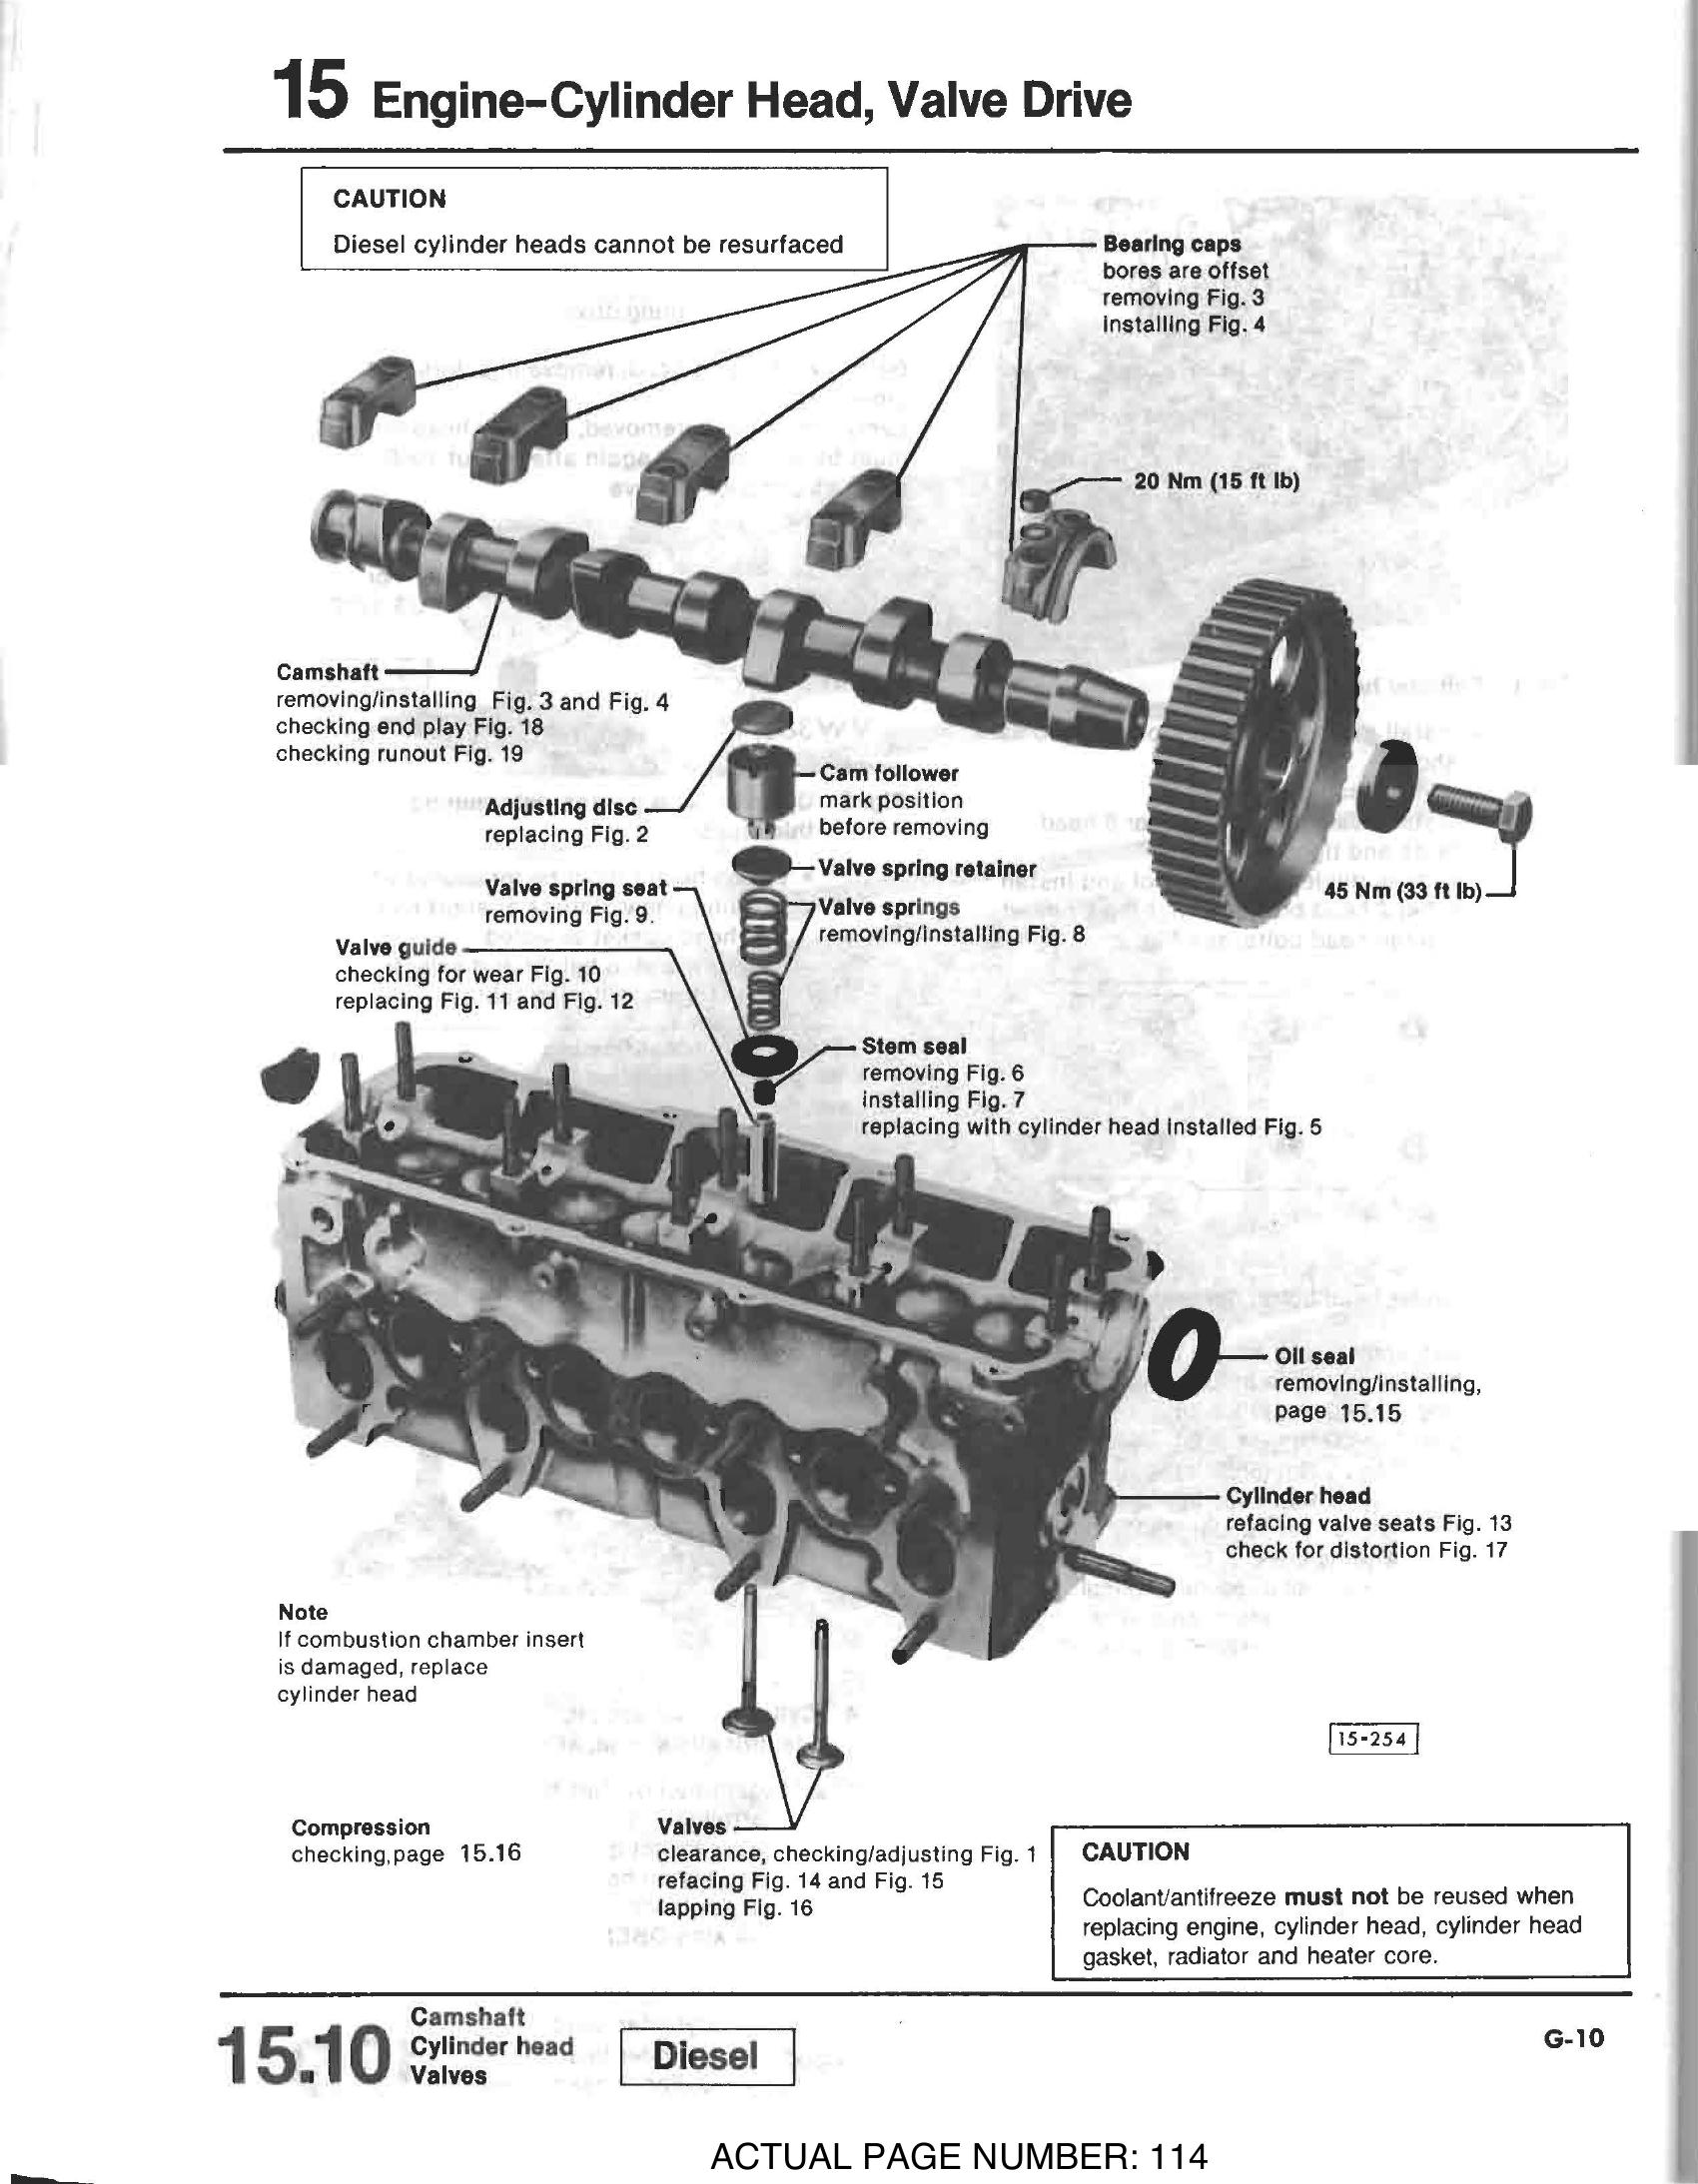 15 Engine-Cylinder Head, Valve Drive
CAUTION
Diesel cylinder heads cannot be resurfaced
Bearing caps
bores are offset
removing Fig. 3
installing Fig. 4
20 Nm (15 ft lb)
Camshaft
removing/installing Fig. 3 and Fig. 4
checking end play Fig. 18
checking runout Fig. 19
Adjusting disc
replacing Fig. 2
Cam follower
mark position
before removing
Valve spring retainer
45 Nm (33 ft lb)
Valve spring seat
removing Fig. 9.
Valve springs
removing/installing Fig. 8
Valve guide
checking for wear Fig. 10
replacing Fig. 11 and Fig. 12
Stem seal
removing Fig. 6
installing Fig. 7
replacing with cylinder head installed Fig. 5
Oil seal
removing/installing,
page 15.15
Cylinder head
refacing valve seats Fig. 13
check for distortion Fig. 17
Note
If combustion chamber insert
is damaged, replace
cylinder head
15-254
Compression
checking, page 15.16
Valves
clearance, checking/adjusting Fig. 1
refacing Fig. 14 and Fig. 15
lapping Fig. 16
CAUTION
Coolant/antifreeze must not be reused when
replacing engine, cylinder head, cylinder head
gasket, radiator and heater core.
15.10
Camshaft
Cylinder head
Valves
Diesel
G-10
ACTUAL PAGE NUMBER: 114